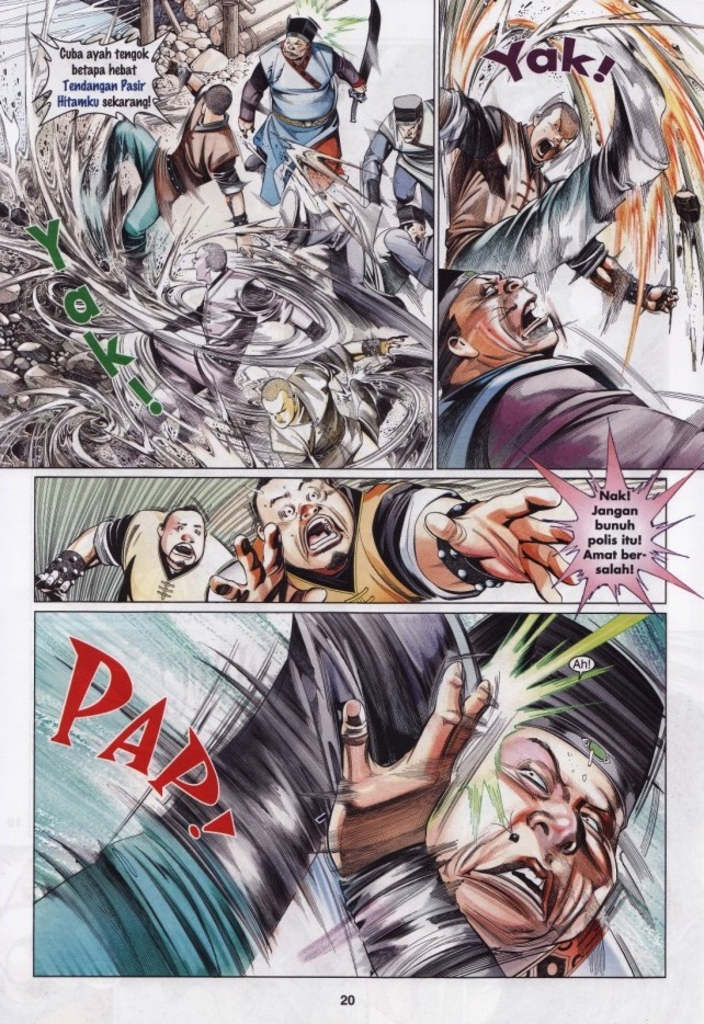 Cuba ayah tengok
betapa hebat
Tendangan Pasir
Hitamku sekarang!
Yak!
Yak!
Nak!
Jangan
bunuh
polis itu!
Amat ber-
salah!
PAP!
Ah!
20